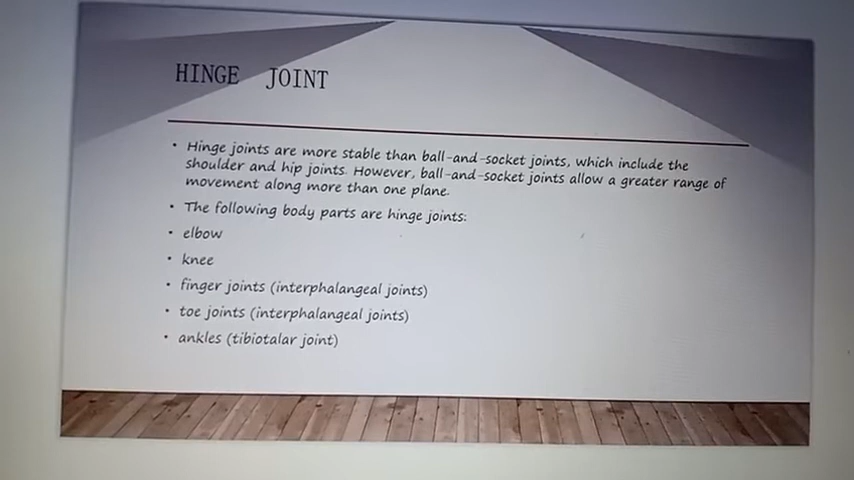 HINGE JOINT
• Hinge joints are more stable than ball-and-socket joints, which include the
shoulder and hip joints. However, ball-and-socket joints allow a greater range of
movement along more than one plane.
• The following body parts are hinge joints:
• elbow
• knee
• finger joints (interphalangeal joints)
• toe joints (interphalangeal joints)
• ankles (tibiotalar joint)